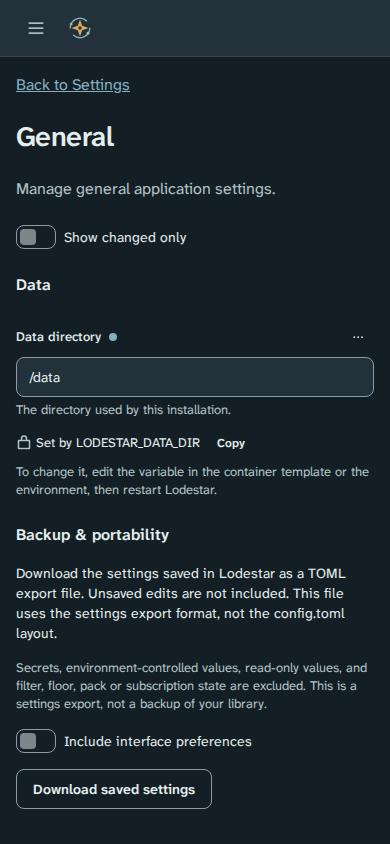 Back to Settings
General
Manage general application settings.
Show changed only
Data
Data directory
...
/data
The directory used by this installation.
Set by LODESTAR_DATA_DIR Copy
To change it, edit the variable in the container template or the
environment, then restart Lodestar.
Backup & portability
Download the settings saved in Lodestar as a TOML
export file. Unsaved edits are not included. This file
uses the settings export format, not the config.toml
layout.
Secrets, environment-controlled values, read-only values, and
filter, floor, pack or subscription state are excluded. This is a
settings export, not a backup of your library.
Include interface preferences
Download saved settings